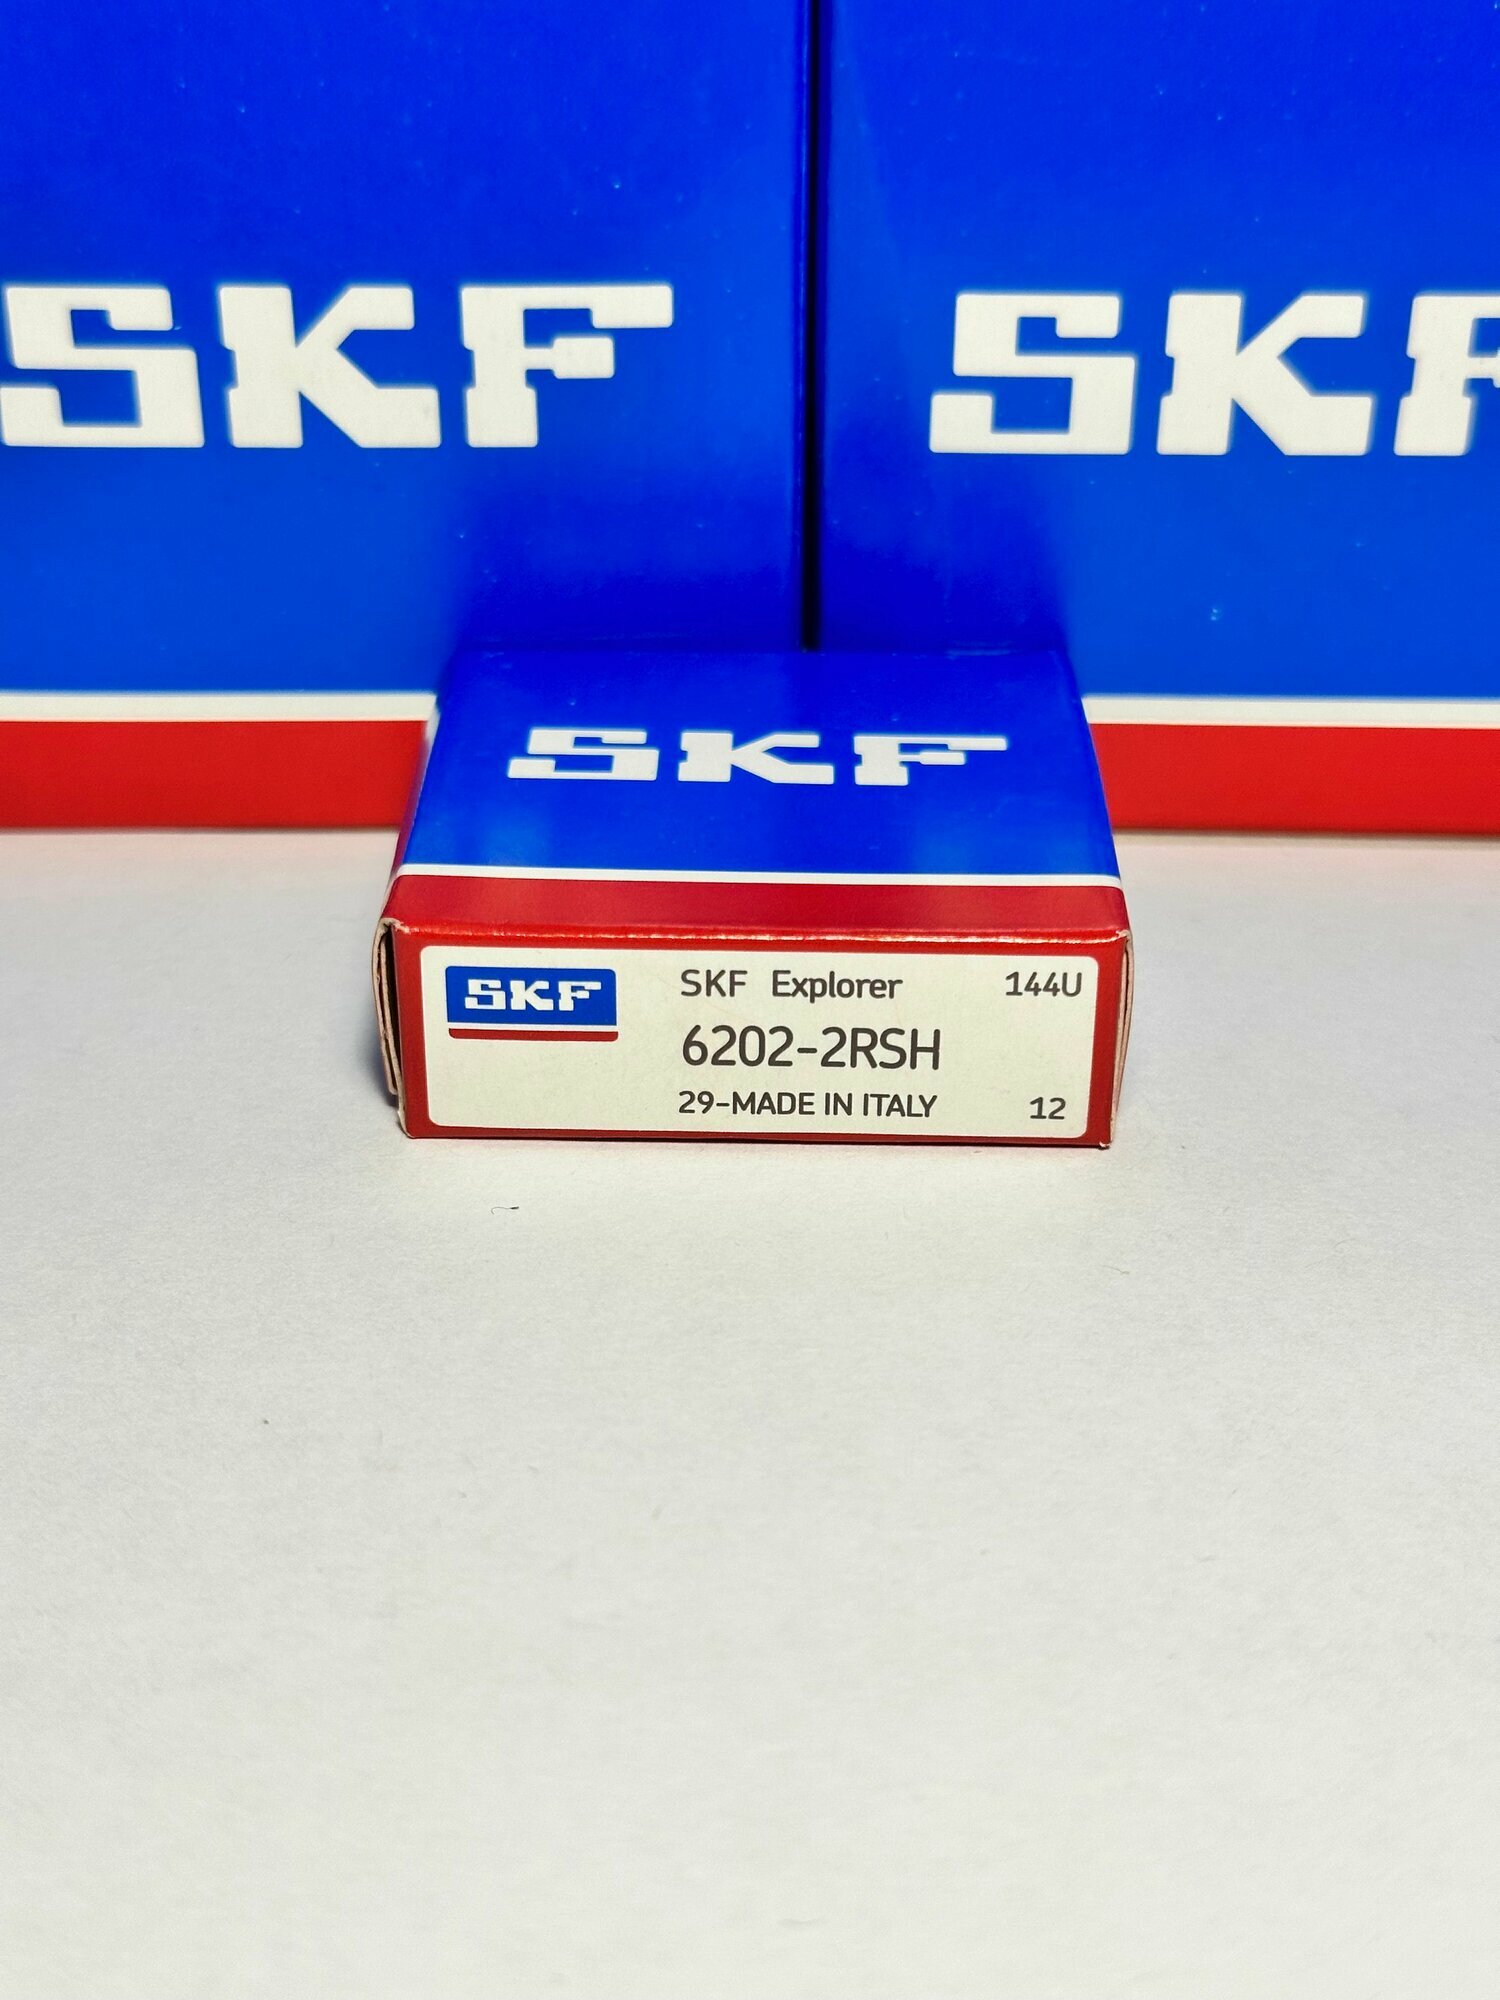 SKF
SKF
SKF
SKF
SKF Explorer 144U
6202-2RSH
29-MADE IN ITALY 12